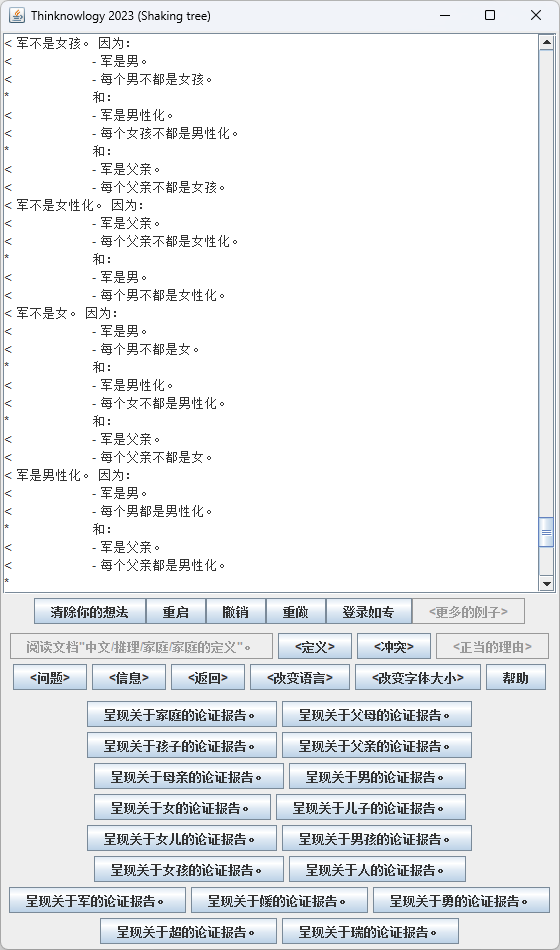 Thinknowlogy 2023 (Shaking tree)
< 军不是女孩。 因为:
< - 军是男。
< - 每个男不都是女孩。
* 和:
< - 军是男性化。
< - 每个女孩不都是男性化。
* 和:
< - 军是父亲。
< - 每个父亲不都是女孩。
< 军不是女性化。 因为:
< - 军是父亲。
< - 每个父亲不都是女性化。
* 和:
< - 军是男。
< - 每个男不都是女性化。
< 军不是女。 因为:
< - 军是男。
< - 每个男不都是女。
* 和:
< - 军是男性化。
< - 每个女不都是男性化。
* 和:
< - 军是父亲。
< - 每个父亲不都是女。
< 军是男性化。 因为:
< - 军是男。
< - 每个男都是男性化。
* 和:
< - 军是父亲。
< - 每个父亲都是男性化。
*
清除你的想法 重启 撤销 重做 登录如专 <更多的例子>
阅读文档"中文/推理/家庭/家庭的定义"。 <定义> <冲突> <正当的理由>
<问题> <信息> <返回> <改变语言> <改变字体大小> 帮助
呈现关于家庭的论证报告。 呈现关于父母的论证报告。
呈现关于孩子的论证报告。 呈现关于父亲的论证报告。
呈现关于母亲的论证报告。 呈现关于男的论证报告。
呈现关于女的论证报告。 呈现关于儿子的论证报告。
呈现关于女儿的论证报告。 呈现关于男孩的论证报告。
呈现关于女孩的论证报告。 呈现关于人的论证报告。
呈现关于军的论证报告。 呈现关于媛的论证报告。 呈现关于勇的论证报告。
呈现关于超的论证报告。 呈现关于瑞的论证报告。